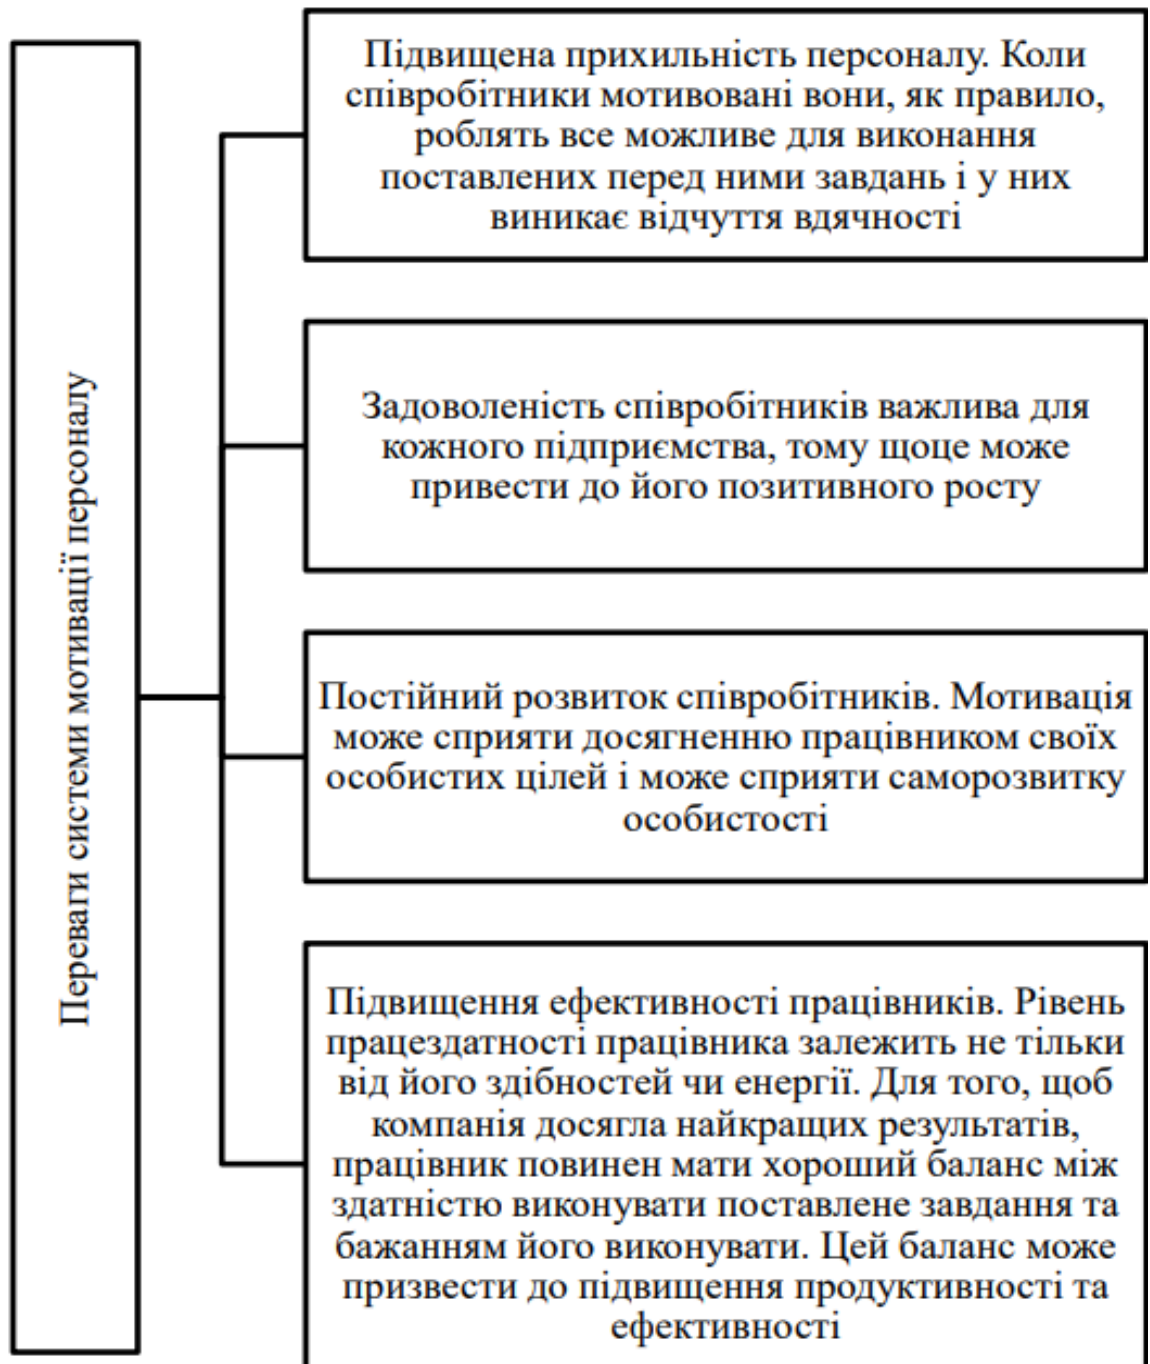 Переваги системи мотивації персоналу
Підвищена прихильність персоналу. Коли
співробітники мотивовані вони, як правило,
роблять все можливе для виконання
поставлених перед ними завдань і у них
виникає відчуття вдячності
Задоволеність співробітників важлива для
кожного підприємства, тому щоце може
привести до його позитивного росту
Постійний розвиток співробітників. Мотивація
може сприяти досягненню працівником своїх
особистих цілей і може сприяти саморозвитку
особистості
Підвищення ефективності працівників. Рівень
працездатності працівника залежить не тільки
від його здібностей чи енергії. Для того, щоб
компанія досягла найкращих результатів,
працівник повинен мати хороший баланс між
здатністю виконувати поставлене завдання та
бажанням його виконувати. Цей баланс може
призвести до підвищення продуктивності та
ефективності